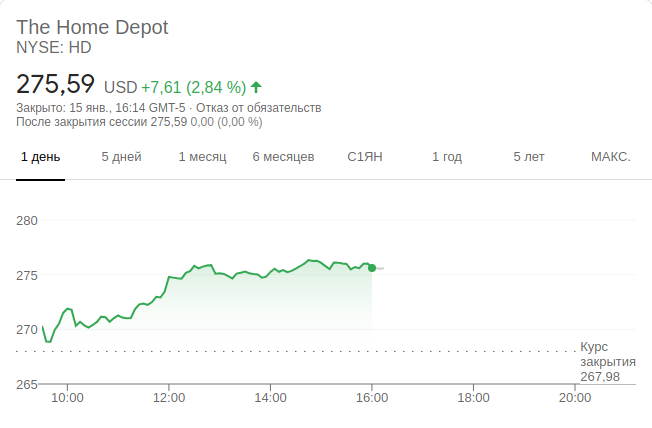 The Home Depot
NYSE: HD
275,59 USD +7,61 (2,84 %)
Закрыто: 15 янв., 16:14 GMT-5 · Отказ от обязательств
После закрытия сессии 275,59 0,00 (0,00 %)
1 день 5 дней 1 месяц 6 месяцев С1ЯН 1 год 5 лет МАКС.
280
275
270
Курс
закрытия
267,98
265
10:00 12:00 14:00 16:00 18:00 20:00